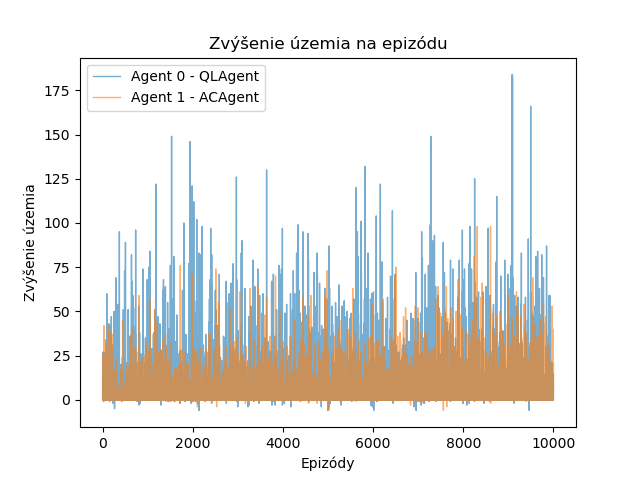 Zvýšenie územia na epizódu
Agent 0 - QLAgent
Agent 1 - ACAgent
Zvýšenie územia
175
150
125
100
75
50
25
0
0 2000 4000 6000 8000 10000
Epizódy